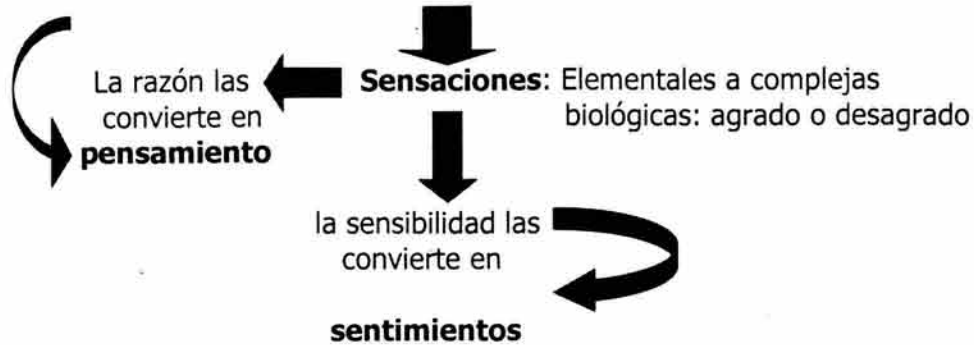 Sensaciones: Elementales a complejas
biológicas: agrado o desagrado
La razón las
convierte en
pensamiento
la sensibilidad las
convierte en
sentimientos